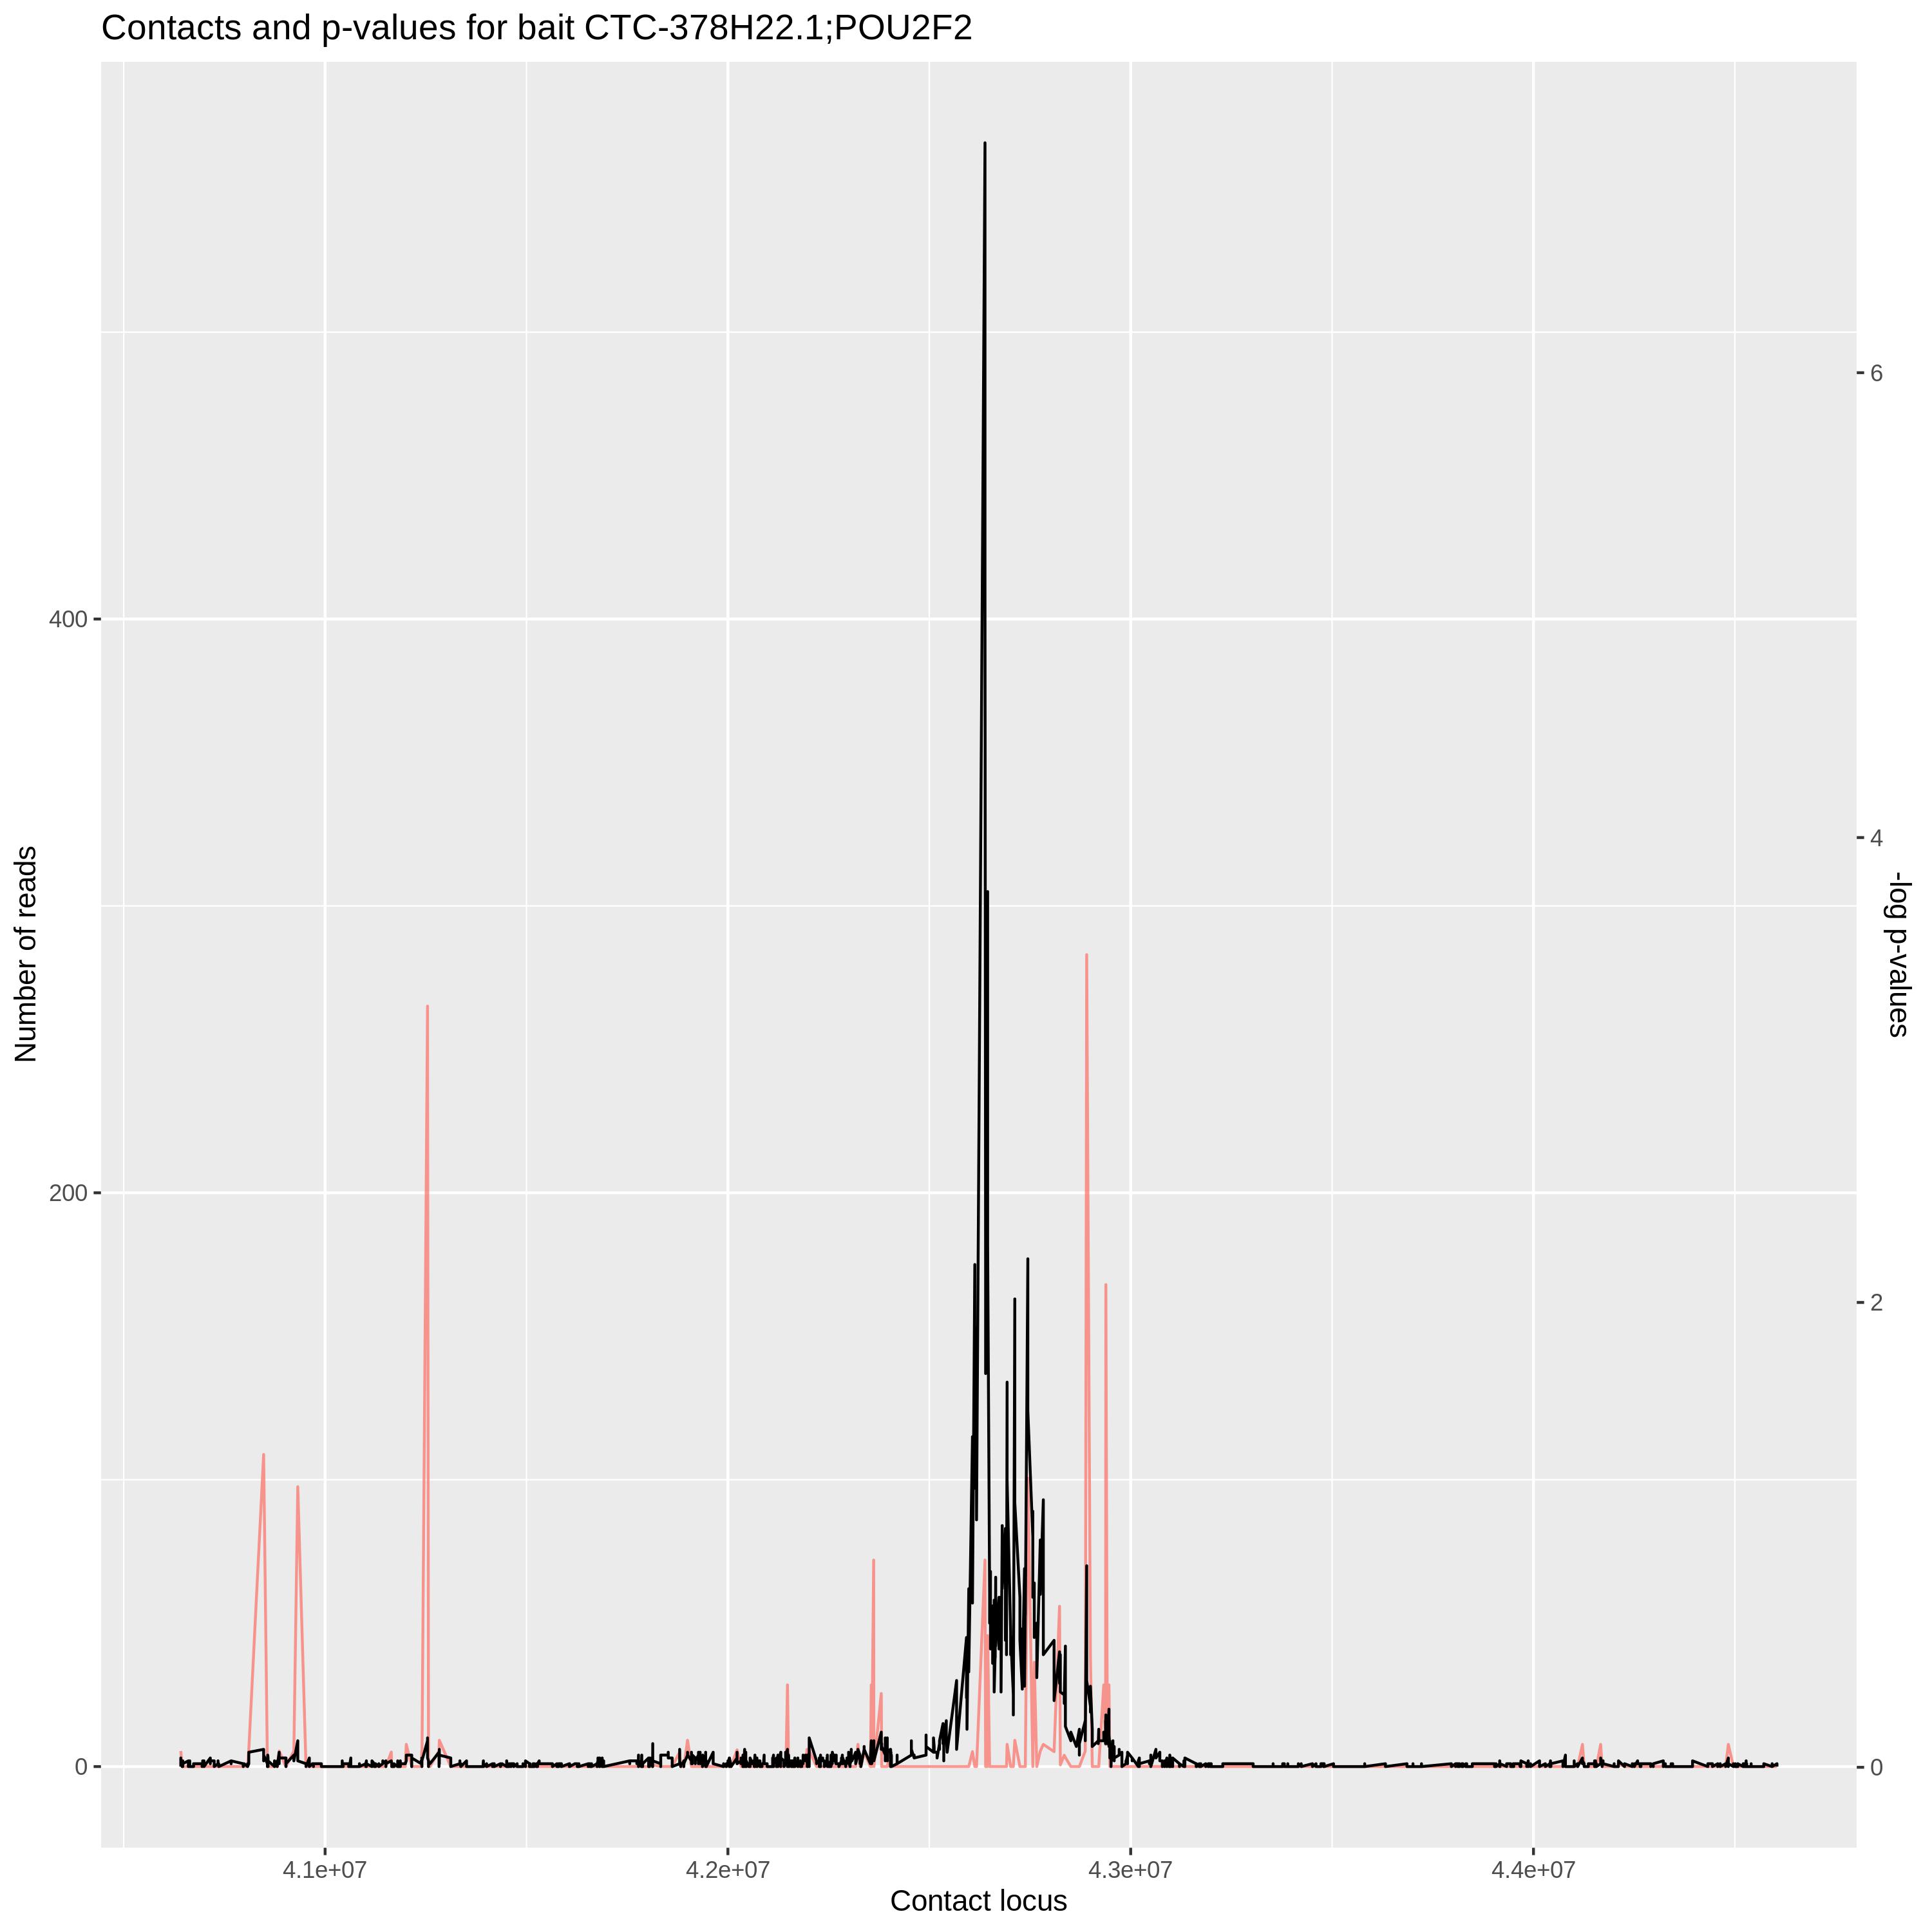 Contacts and p-values for bait CTC-378H22.1;POU2F2
Number of reads
400
200
0
6
4
2
0
-log p-values
4.1e+07
4.2e+07
4.3e+07
4.4e+07
Contact locus